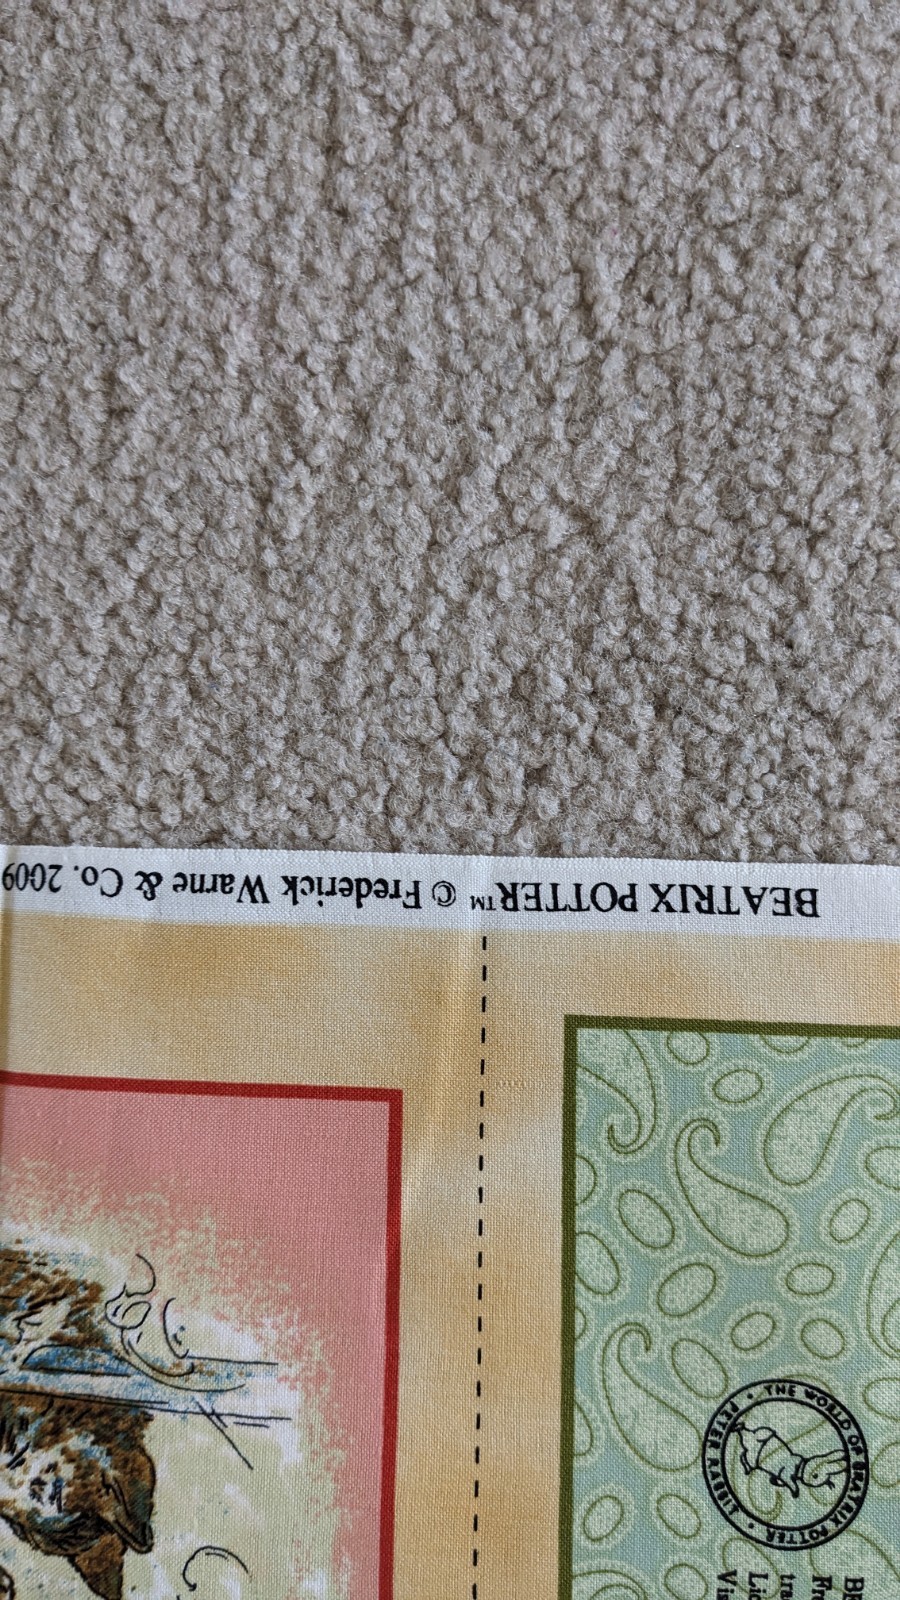 BEATRIX POTTER™ © Frederick Warne & Co. 2009
THE WORLD OF BEATRIX POTTER • PETER RABBIT •